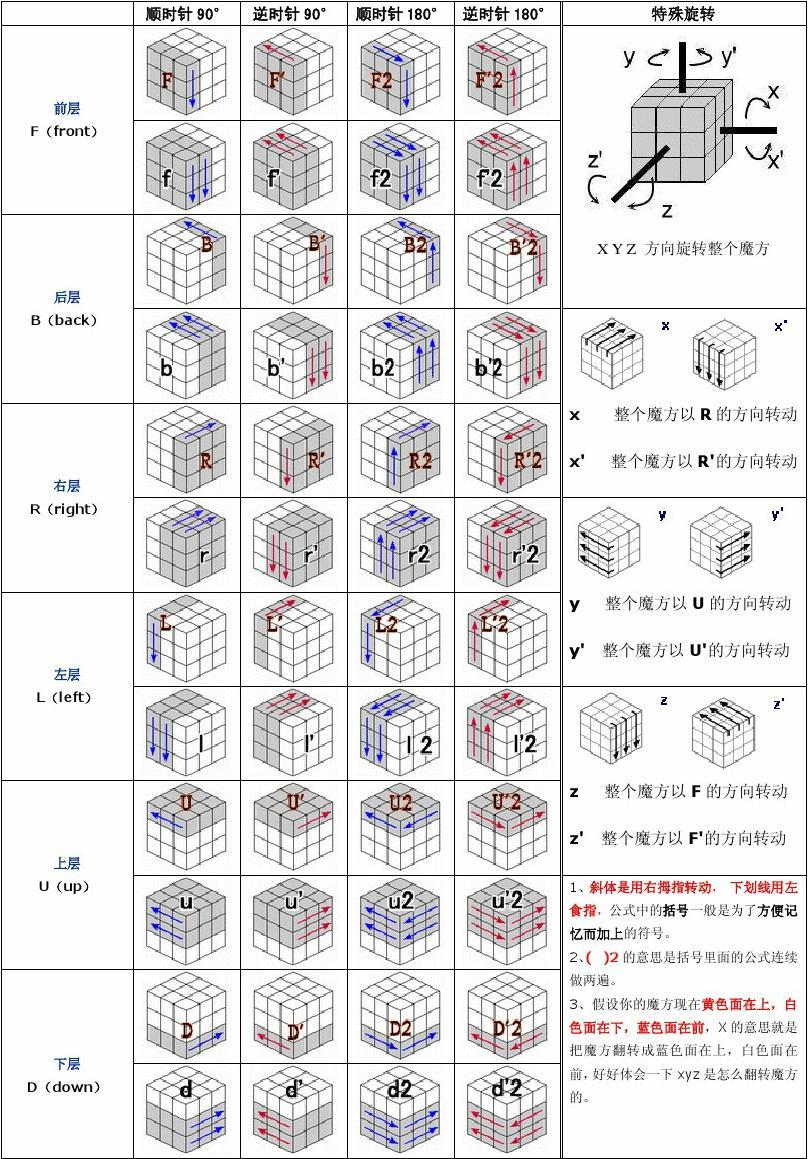 顺时针 90° 逆时针 90° 顺时针 180° 逆时针 180° 特殊旋转
前层
F（front）
F F' F2 F'2
f f' f2 f'2
y y'
x
x'
z'
z
X Y Z 方向旋转整个魔方
后层
B（back）
B B' B2 B'2
b b' b2 b'2
x x'
x 整个魔方以 R 的方向转动
x' 整个魔方以 R'的方向转动
右层
R（right）
R R' R2 R'2
r r' r2 r'2
y y'
y 整个魔方以 U 的方向转动
y' 整个魔方以 U'的方向转动
左层
L（left）
L L' L2 L'2
l l' l2 l'2
z z'
z 整个魔方以 F 的方向转动
z' 整个魔方以 F'的方向转动
上层
U（up）
U U' U2 U'2
u u' u2 u'2
下层
D（down）
D D' D2 D'2
d d' d2 d'2
1、斜体是用右拇指转动， 下划线用左
食指，公式中的括号一般是为了方便记
忆而加上的符号。
2、( )2 的意思是括号里面的公式连续
做两遍。
3、假设你的魔方现在黄色面在上，白
色面在下，蓝色面在前，X 的意思就是
把魔方翻转成蓝色面在上，白色面在
前，好好体会一下 xyz 是怎么翻转魔方
的。